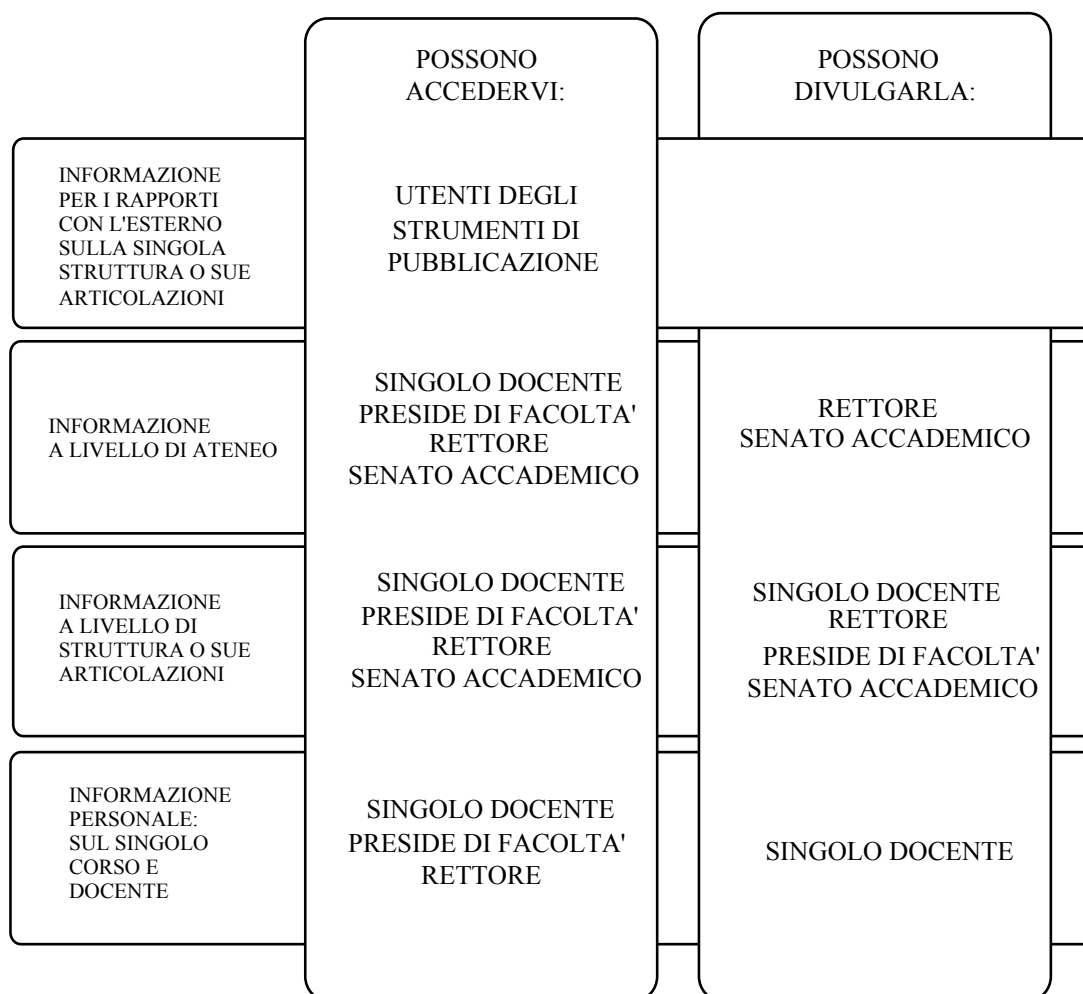 POSSONO
ACCEDERVI:
POSSONO
DIVULGARLA:
INFORMAZIONE
PER I RAPPORTI
CON L'ESTERNO
SULLA SINGOLA
STRUTTURA O SUE
ARTICOLAZIONI
UTENTI DEGLI
STRUMENTI DI
PUBBLICAZIONE
INFORMAZIONE
A LIVELLO DI ATENEO
SINGOLO DOCENTE
PRESIDE DI FACOLTA'
RETTORE
SENATO ACCADEMICO
RETTORE
SENATO ACCADEMICO
INFORMAZIONE
A LIVELLO DI
STRUTTURA O SUE
ARTICOLAZIONI
SINGOLO DOCENTE
PRESIDE DI FACOLTA'
RETTORE
SENATO ACCADEMICO
SINGOLO DOCENTE
RETTORE
PRESIDE DI FACOLTA'
SENATO ACCADEMICO
INFORMAZIONE
PERSONALE:
SUL SINGOLO
CORSO E
DOCENTE
SINGOLO DOCENTE
PRESIDE DI FACOLTA'
RETTORE
SINGOLO DOCENTE